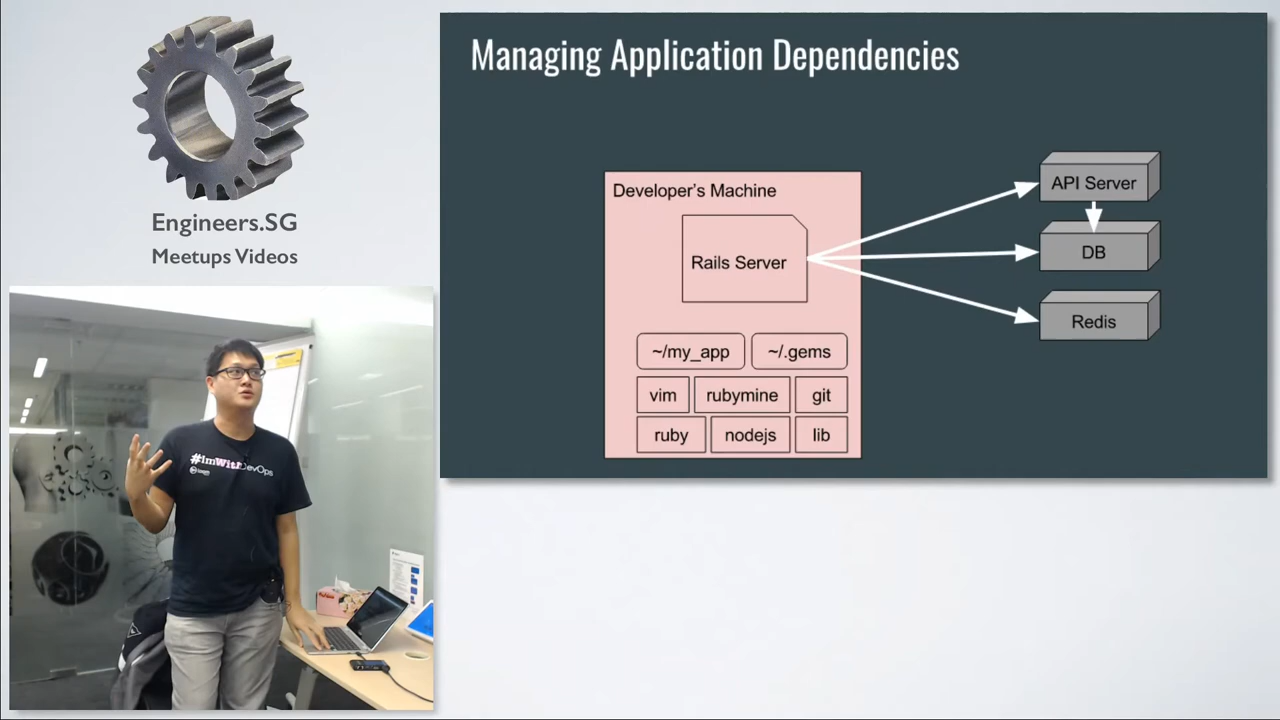 Engineers.SG
Meetups Videos
#imWithDevOps
Managing Application Dependencies
Developer's Machine
Rails Server
~/my_app
~/.gems
vim
rubymine
git
ruby
nodejs
lib
API Server
DB
Redis